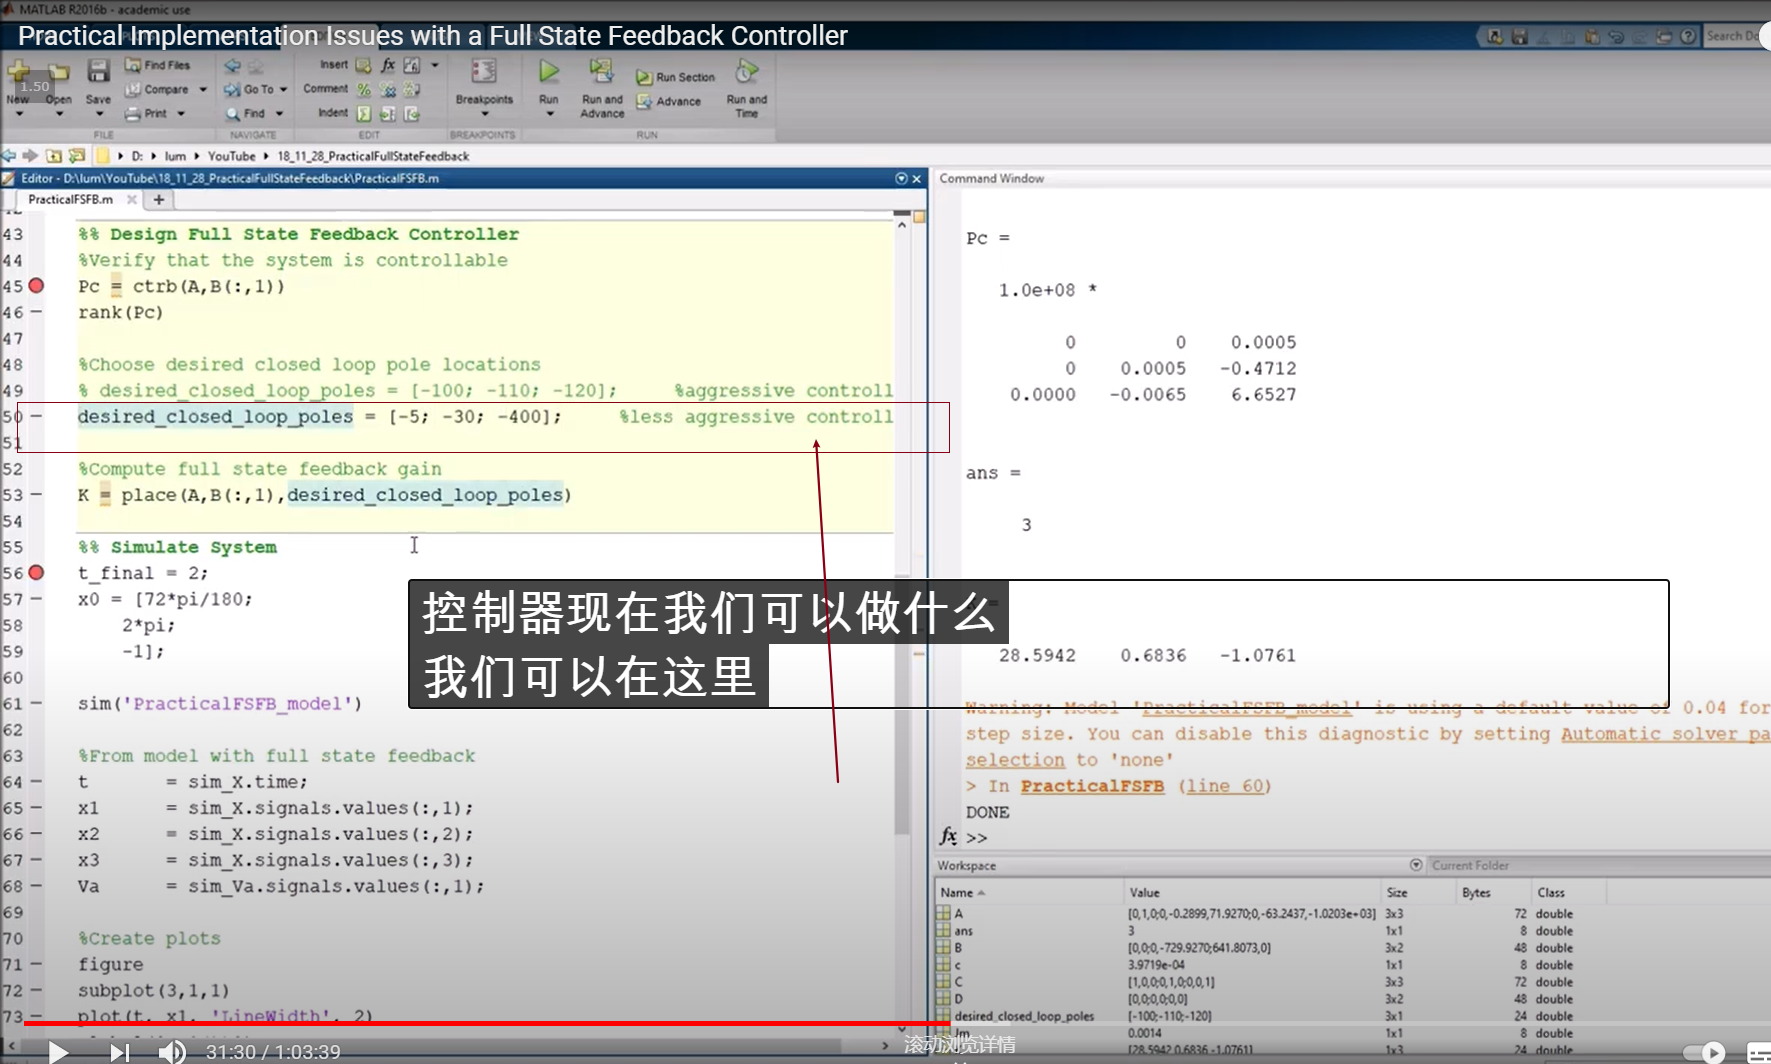 MATLAB R2016b - academic use
Practical Implementation Issues with a Full State Feedback Controller
Search Do
1.50
New
Open
Save
Find Files
Compare
Print
FILE
Go To
Find
NAVIGATE
Insert
fx
Comment
Indent
EDIT
Breakpoints
BREAKPOINTS
Run
Run and
Advance
Run Section
Advance
Run and
Time
RUN
D:
lum
YouTube
18_11_28_PracticalFullStateFeedback
Editor - D:\lum\YouTube\18_11_28_PracticalFullStateFeedback\PracticalFSFB.m
PracticalFSFB.m
43 %% Design Full State Feedback Controller
44 %Verify that the system is controllable
45 Pc = ctrb(A,B(:,1))
46 – rank(Pc)
47
48 %Choose desired closed loop pole locations
49 % desired_closed_loop_poles = [-100; -110; -120]; %aggressive controll
50 – desired_closed_loop_poles = [-5; -30; -400]; %less aggressive controll
51
52 %Compute full state feedback gain
53 – K = place(A,B(:,1),desired_closed_loop_poles)
54
55 %% Simulate System
56 t_final = 2;
57 – x0 = [72*pi/180;
58 2*pi;
59 -1];
60
61 – sim('PracticalFSFB_model')
62
63 %From model with full state feedback
64 – t = sim_X.time;
65 – x1 = sim_X.signals.values(:,1);
66 – x2 = sim_X.signals.values(:,2);
67 – x3 = sim_X.signals.values(:,3);
68 – Va = sim_Va.signals.values(:,1);
69
70 %Create plots
71 – figure
72 – subplot(3,1,1)
73 – plot(t, x1, 'LineWidth', 2)
控制器现在我们可以做什么
我们可以在这里
Command Window
Pc =
1.0e+08 *
0 0 0.0005
0 0.0005 -0.4712
0.0000 -0.0065 6.6527
ans =
3
28.5942 0.6836 -1.0761
Warning: Model 'PracticalFSFB_model' is using a default value of 0.04 for
step size. You can disable this diagnostic by setting Automatic solver pa
selection to 'none'
> In PracticalFSFB (line 60)
DONE
fx >>
Workspace
Current Folder
Name Value Size Bytes Class
A [0,1,0;0,-0.2899,71.9270;0,-63.2437,-1.0203e+03] 3x3 72 double
ans 3 1x1 8 double
B [0,0;0,-729.9270;641.8073,0] 3x2 48 double
c 3.9719e-04 1x1 8 double
C [1,0,0;0,1,0;0,0,1] 3x3 72 double
D [0,0;0,0;0,0] 3x2 48 double
desired_closed_loop_poles [-100;-110;-120] 3x1 24 double
Jm 0.0014 1x1 8 double
[28.5942,0.6836,-1.0761] 1x3 24 double
31:30 / 1:03:39
滚动浏览详情